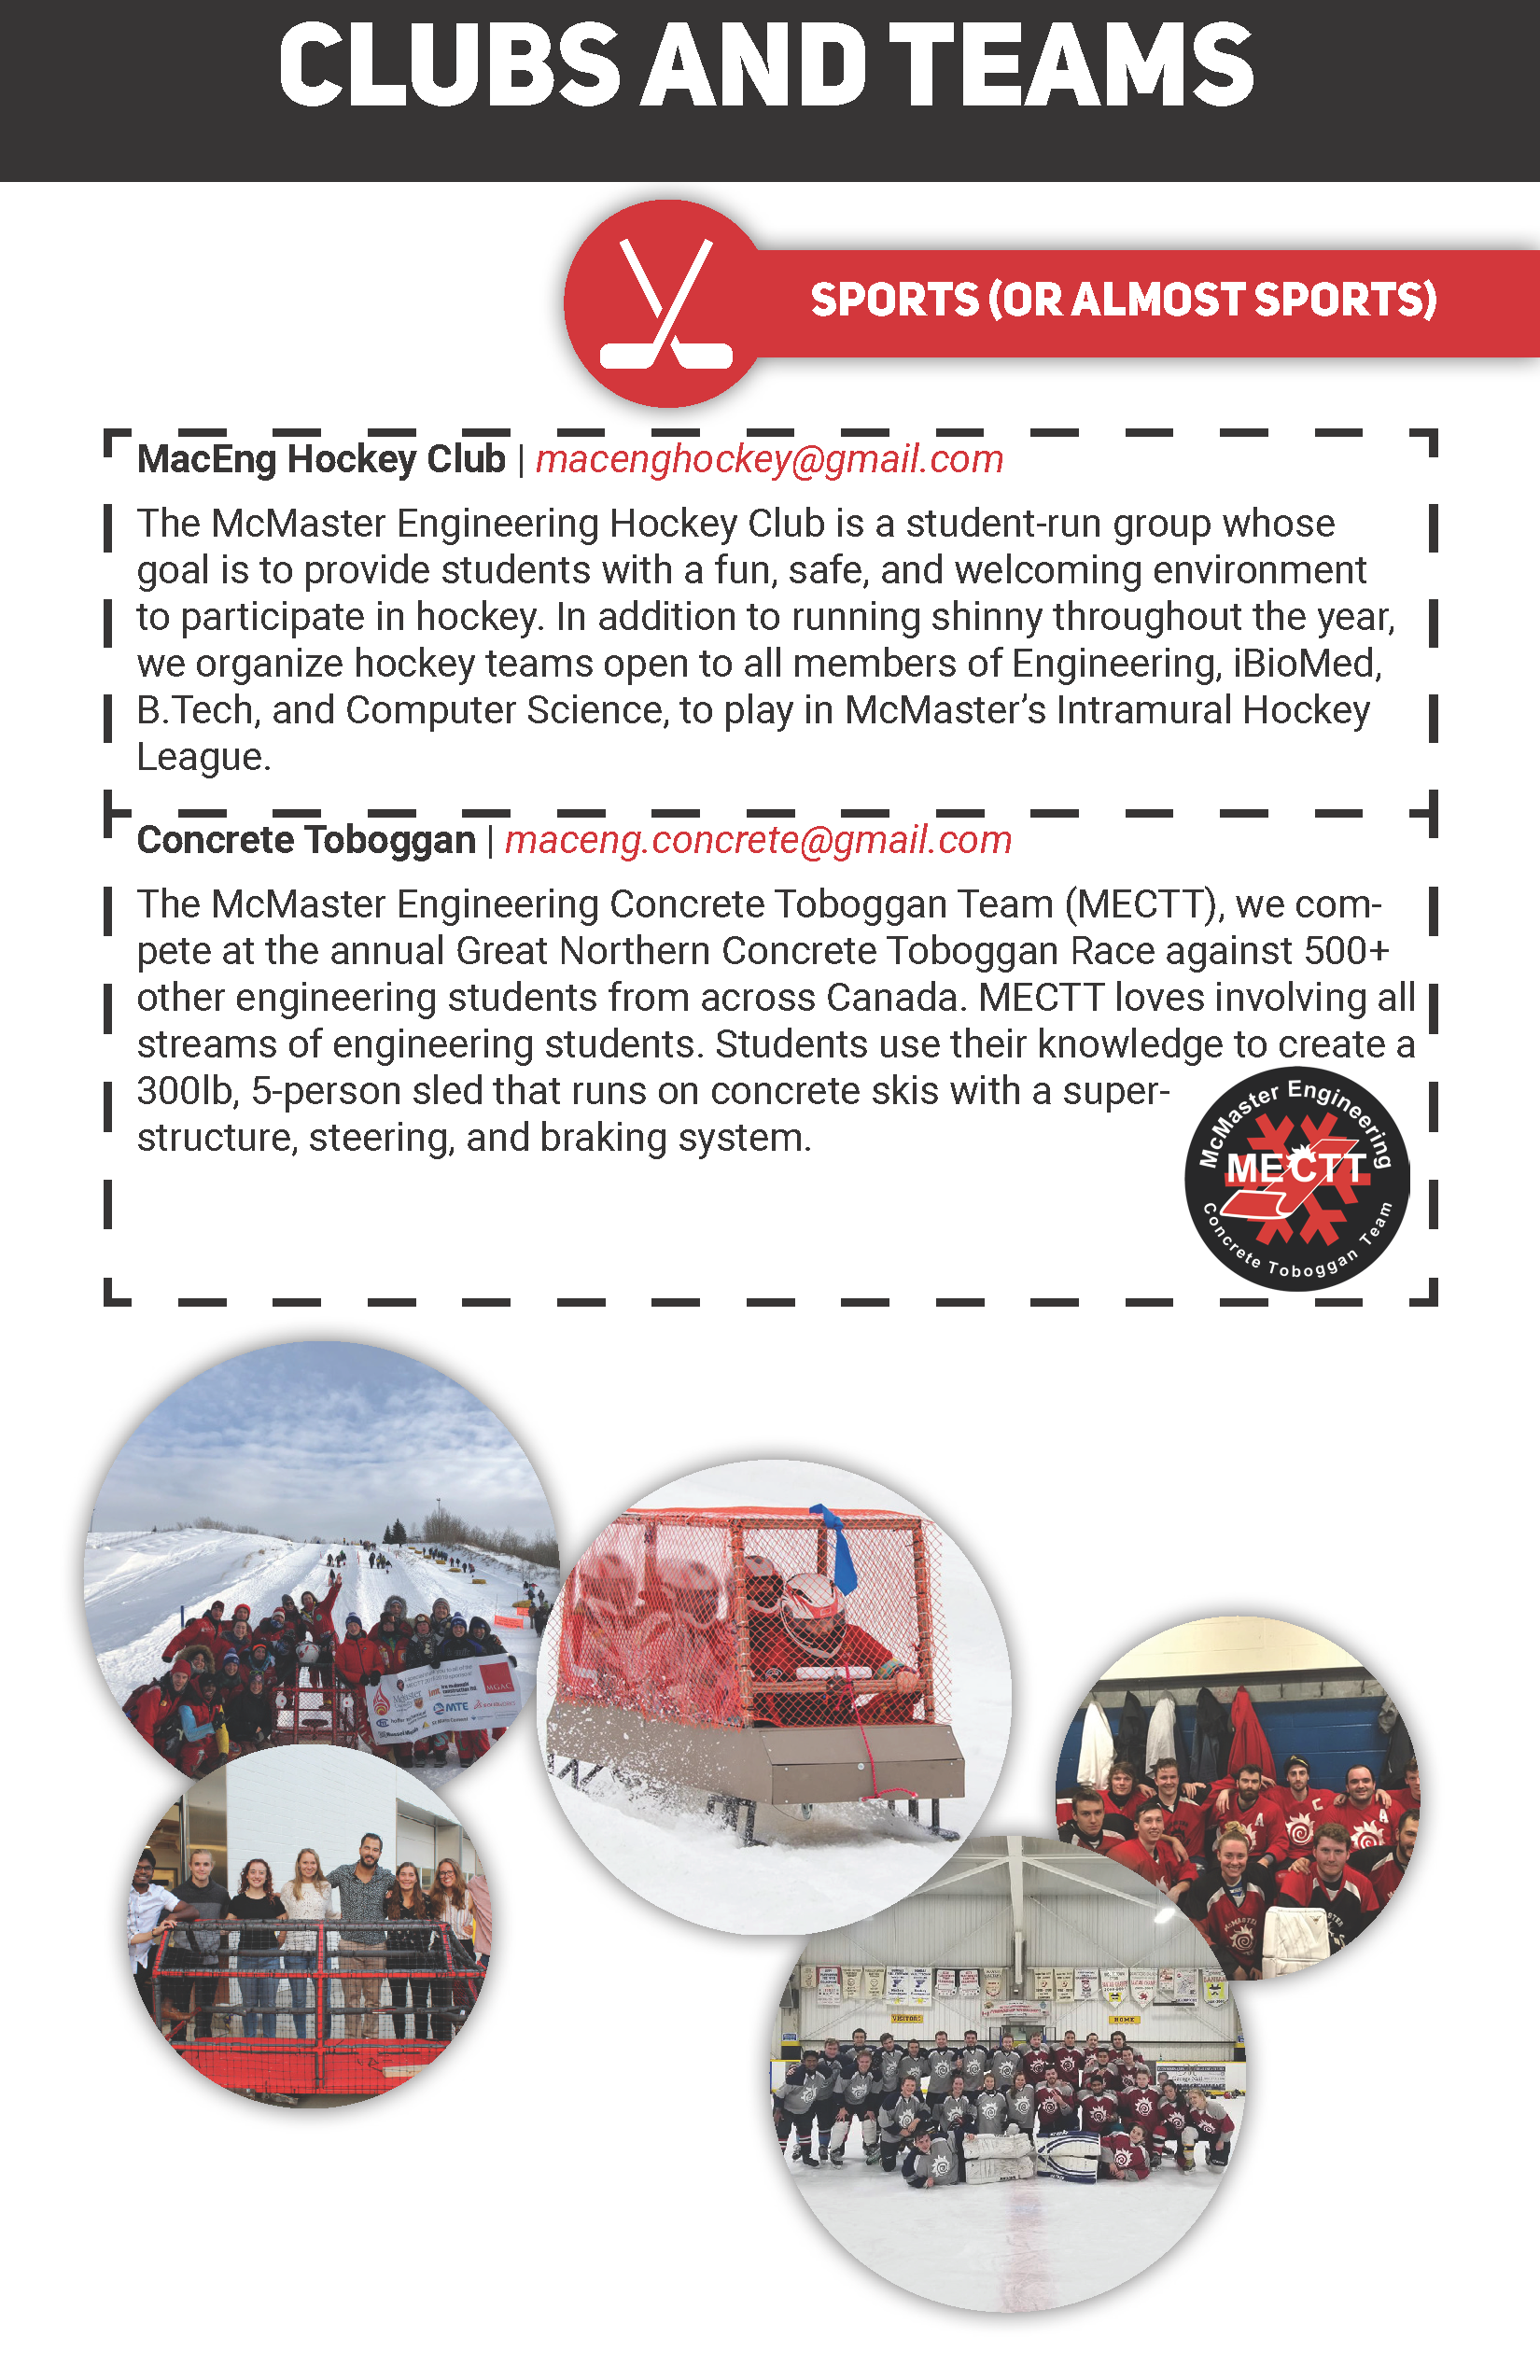 CLUBS AND TEAMS
SPORTS (OR ALMOST SPORTS)
MacEng Hockey Club | macenghockey@gmail.com
The McMaster Engineering Hockey Club is a student-run group whose
goal is to provide students with a fun, safe, and welcoming environment
to participate in hockey. In addition to running shinny throughout the year,
we organize hockey teams open to all members of Engineering, iBioMed,
B.Tech, and Computer Science, to play in McMaster’s Intramural Hockey
League.
Concrete Toboggan | maceng.concrete@gmail.com
The McMaster Engineering Concrete Toboggan Team (MECTT), we com-
pete at the annual Great Northern Concrete Toboggan Race against 500+
other engineering students from across Canada. MECTT loves involving all
streams of engineering students. Students use their knowledge to create a
300lb, 5-person sled that runs on concrete skis with a super-
structure, steering, and braking system.
McMaster Engineering
MECTT
Concrete Toboggan Team
MGAC
MTE
A
C
A
VISITORS
HOME